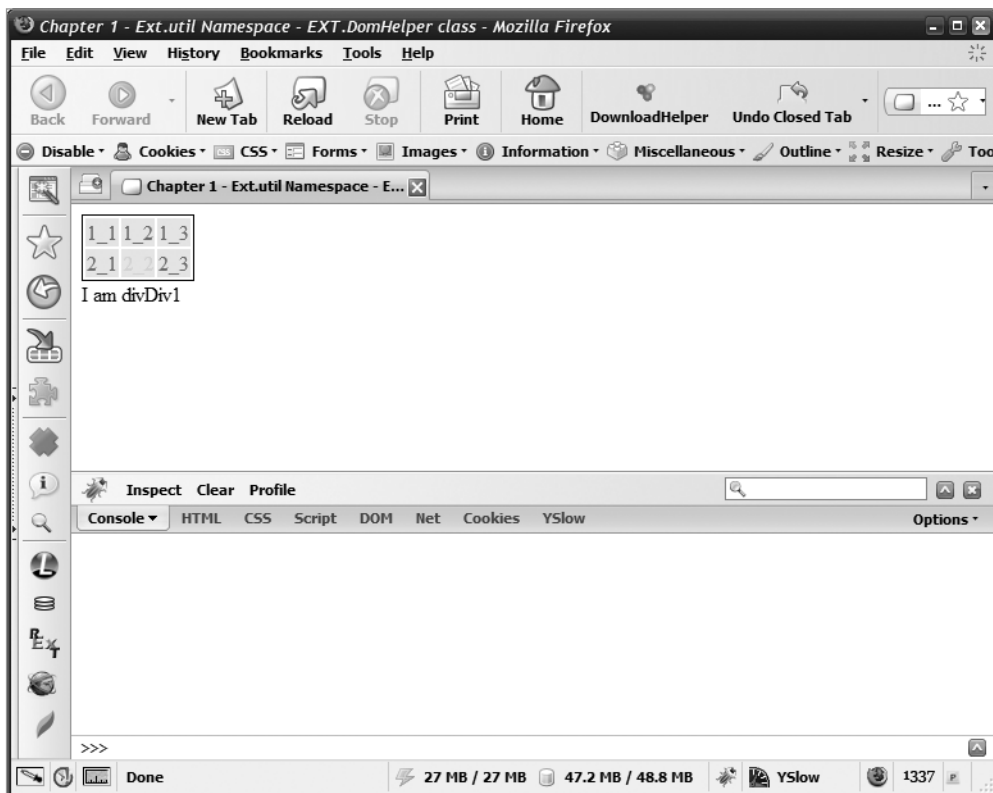 Chapter 1 - Ext.util Namespace - EXT.DomHelper class - Mozilla Firefox
File Edit View History Bookmarks Tools Help
Back Forward New Tab Reload Stop Print Home DownloadHelper Undo Closed Tab ...
Disable Cookies CSS Forms Images Information Miscellaneous Outline Resize Too
Chapter 1 - Ext.util Namespace - E...
1_1 1_2 1_3
2_1 2_2 2_3
I am divDiv1
Inspect Clear Profile
Console HTML CSS Script DOM Net Cookies YSlow Options
R. Ext
>>>
Done 27 MB / 27 MB 47.2 MB / 48.8 MB YSlow 1337 P